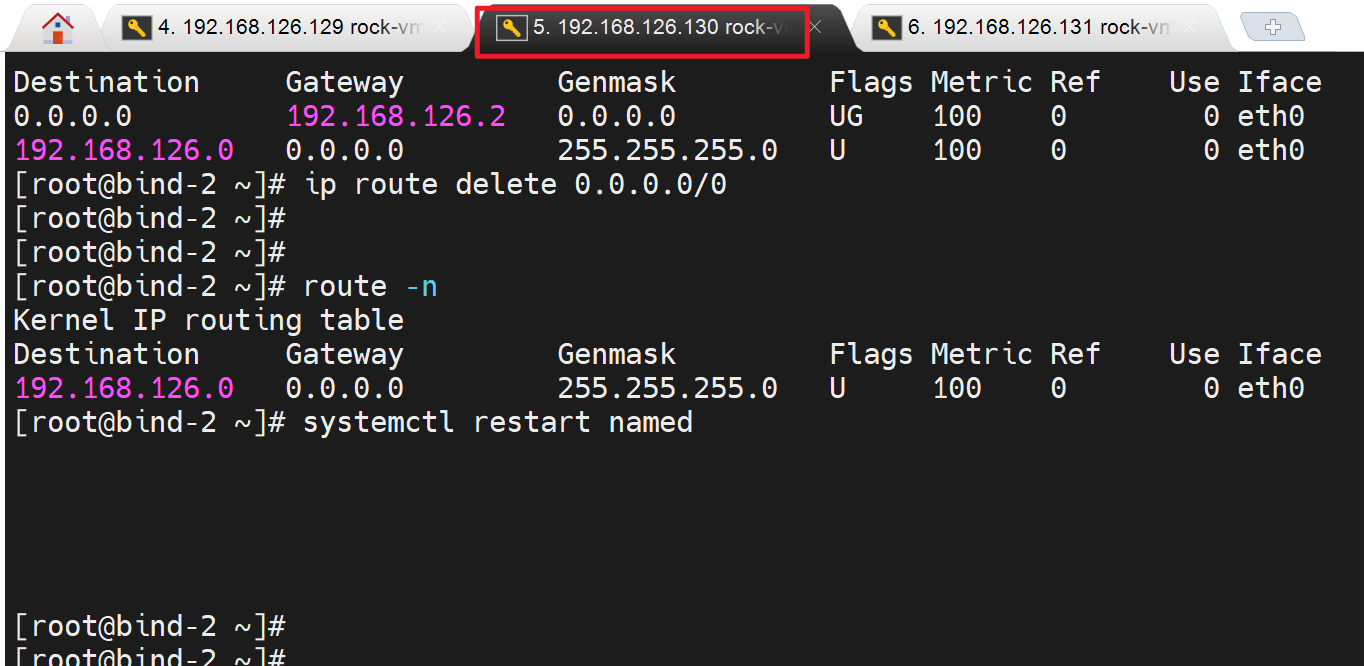 4. 192.168.126.129 rock-vm
5. 192.168.126.130 rock-v
6. 192.168.126.131 rock-vm
Destination Gateway Genmask Flags Metric Ref Use Iface
0.0.0.0 192.168.126.2 0.0.0.0 UG 100 0 0 eth0
192.168.126.0 0.0.0.0 255.255.255.0 U 100 0 0 eth0
[root@bind-2 ~]# ip route delete 0.0.0.0/0
[root@bind-2 ~]#
[root@bind-2 ~]#
[root@bind-2 ~]# route -n
Kernel IP routing table
Destination Gateway Genmask Flags Metric Ref Use Iface
192.168.126.0 0.0.0.0 255.255.255.0 U 100 0 0 eth0
[root@bind-2 ~]# systemctl restart named
[root@bind-2 ~]#
[root@bind-2 ~]#